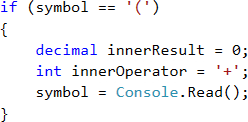 if (symbol == '(')
{
    decimal innerResult = 0;
    int innerOperator = '+';
    symbol = Console.Read();
}